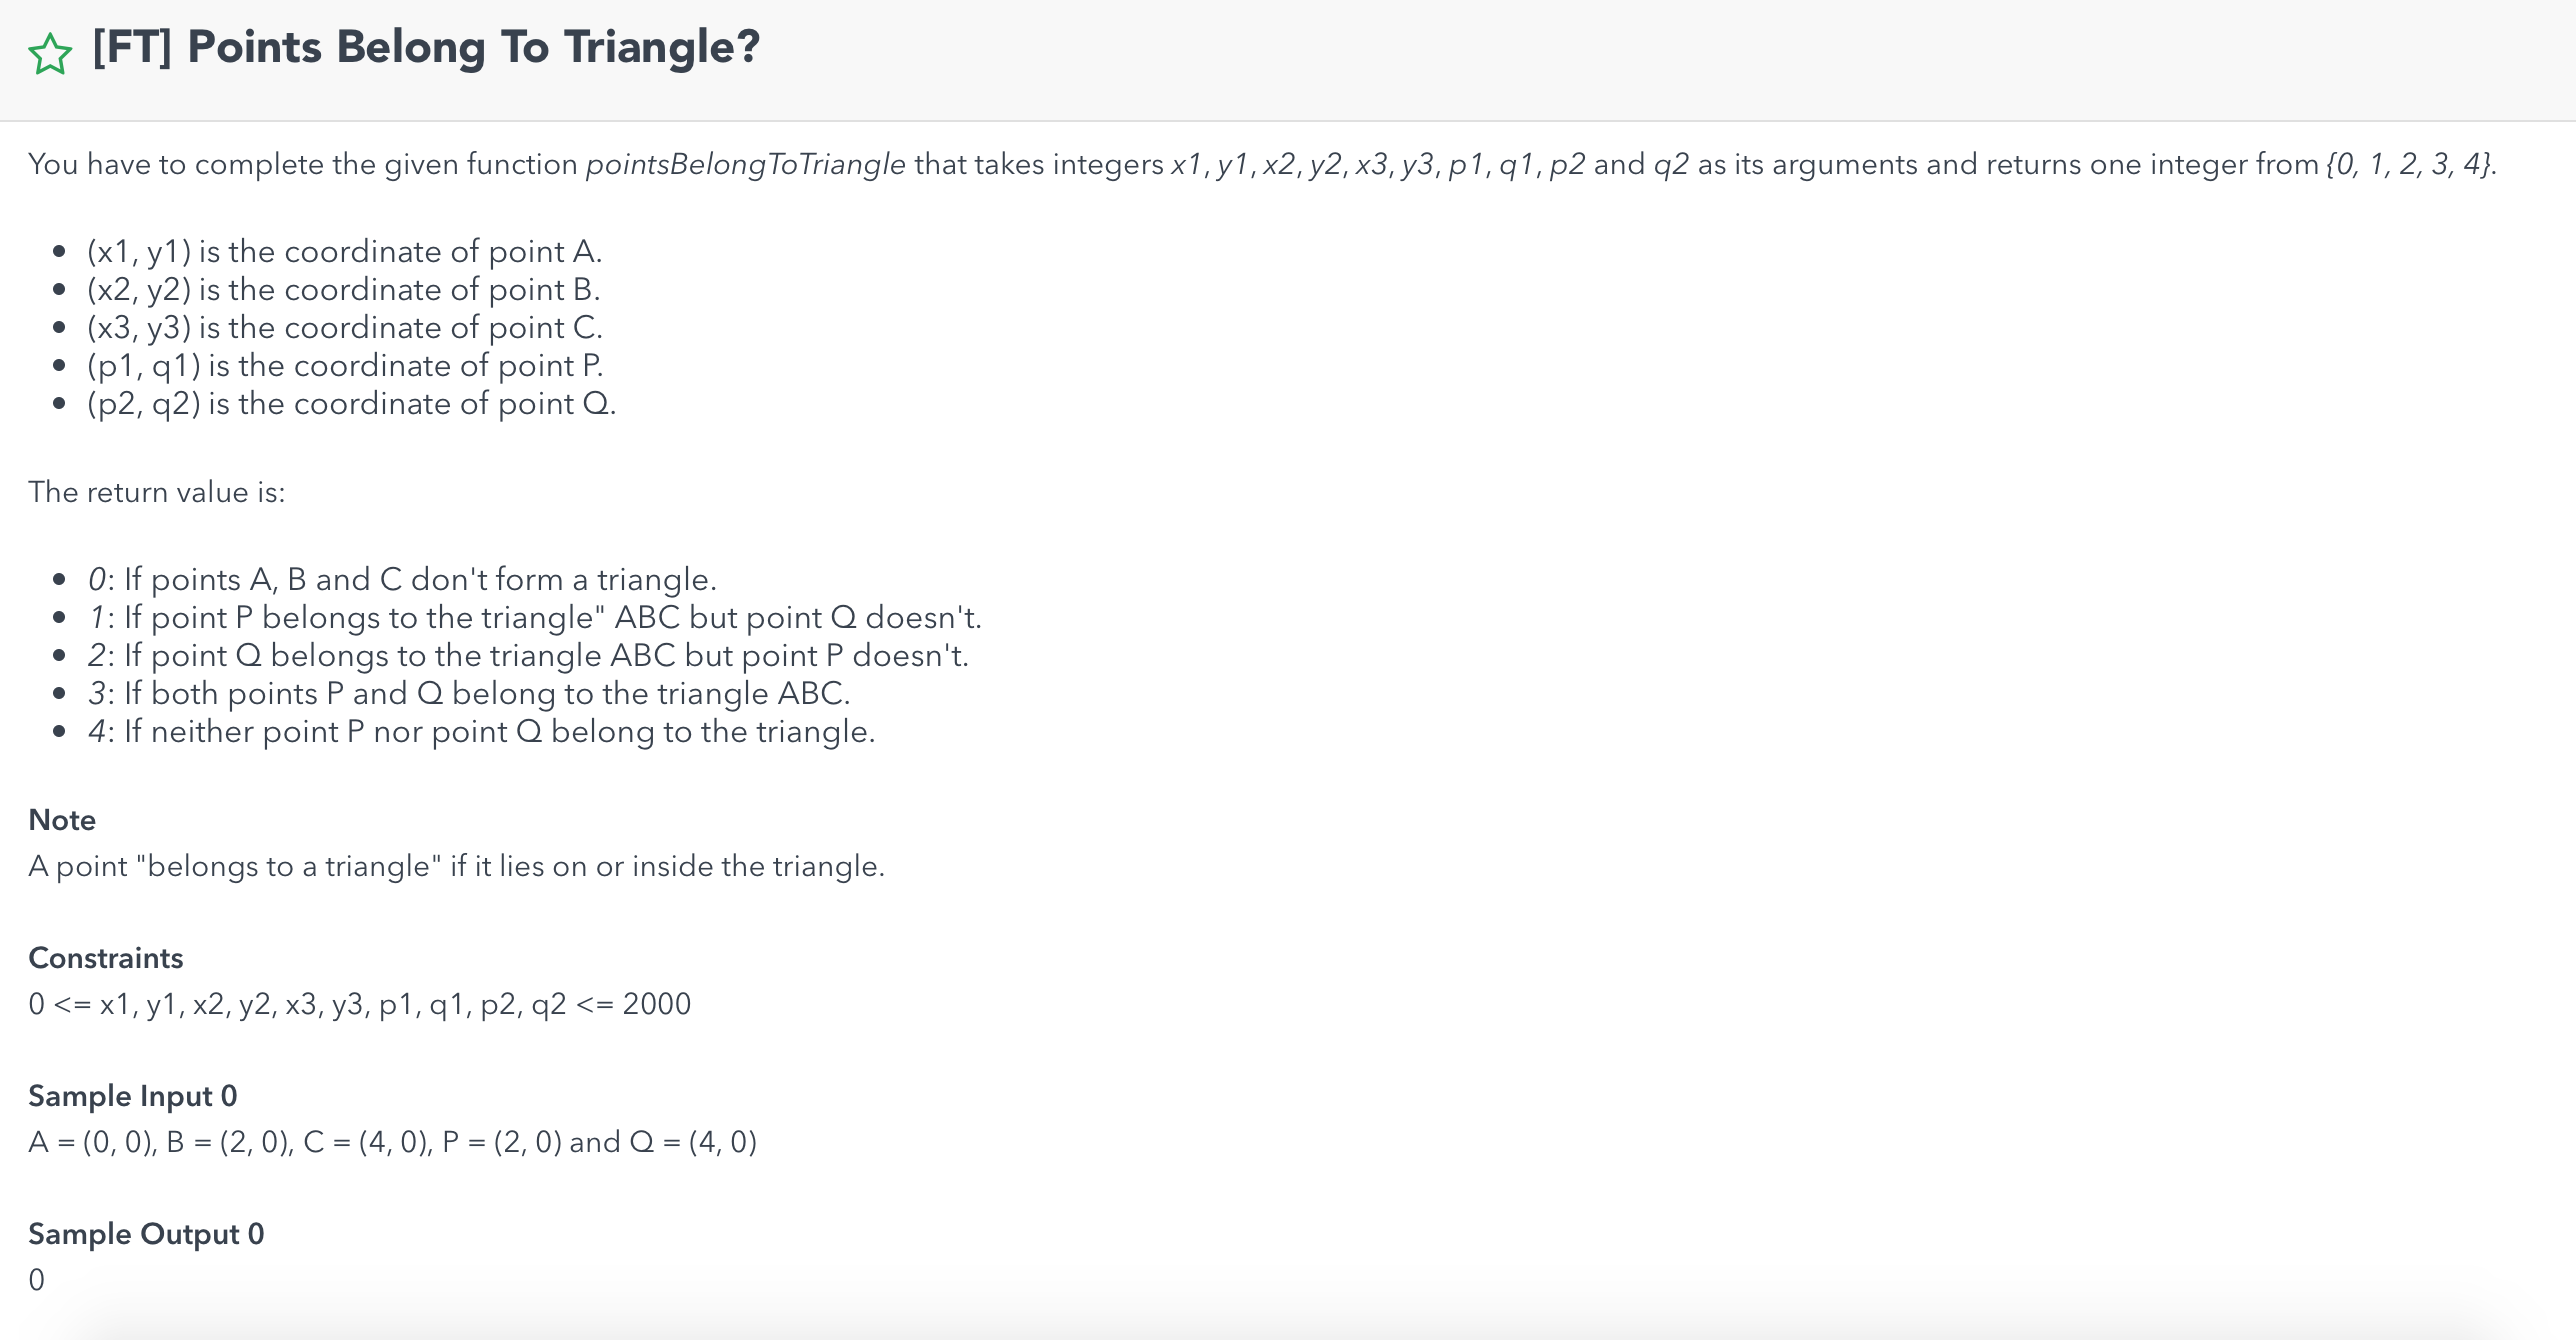 [FT] Points Belong To Triangle?
You have to complete the given function pointsBelongToTriangle that takes integers x1, y1, x2, y2, x3, y3, p1, q1, p2 and q2 as its arguments and returns one integer from {0, 1, 2, 3, 4}.
• (x1, y1) is the coordinate of point A.
• (x2, y2) is the coordinate of point B.
• (x3, y3) is the coordinate of point C.
• (p1, q1) is the coordinate of point P.
• (p2, q2) is the coordinate of point Q.
The return value is:
• 0: If points A, B and C don't form a triangle.
• 1: If point P belongs to the triangle" ABC but point Q doesn't.
• 2: If point Q belongs to the triangle ABC but point P doesn't.
• 3: If both points P and Q belong to the triangle ABC.
• 4: If neither point P nor point Q belong to the triangle.
Note
A point "belongs to a triangle" if it lies on or inside the triangle.
Constraints
0 <= x1, y1, x2, y2, x3, y3, p1, q1, p2, q2 <= 2000
Sample Input 0
A = (0, 0), B = (2, 0), C = (4, 0), P = (2, 0) and Q = (4, 0)
Sample Output 0
0